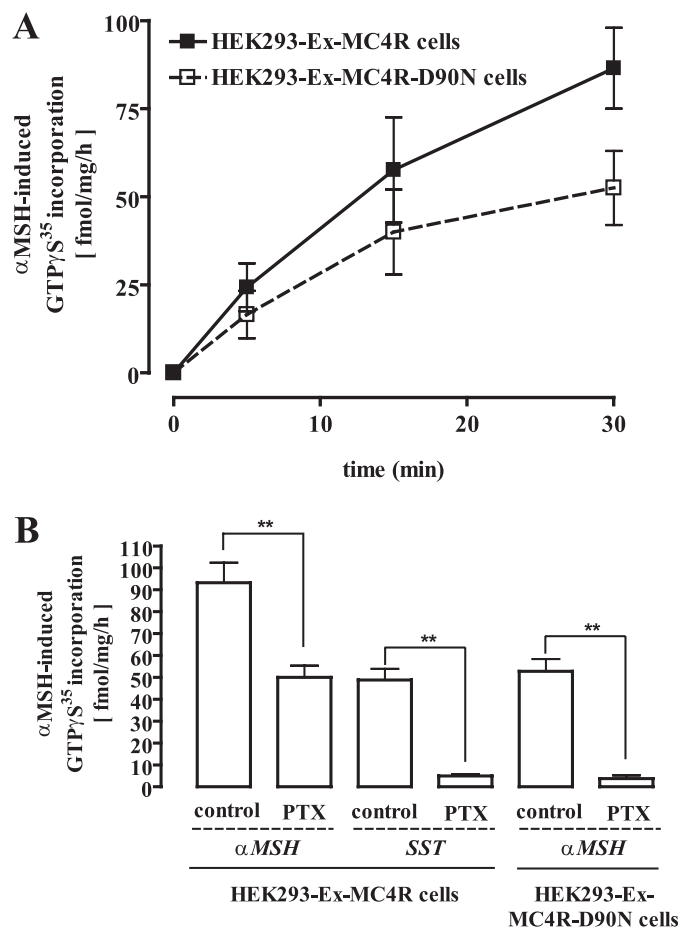 A
HEK293-Ex-MC4R cells
HEK293-Ex-MC4R-D90N cells
αMSH-induced
GTPγS³⁵ incorporation
[ fmol/mg/h ]
100
75
50
25
0
0 10 20 30
time (min)
B
** ** **
αMSH-induced
GTPγS³⁵ incorporation
[ fmol/mg/h ]
110
100
90
80
70
60
50
40
30
20
10
0
control PTX control PTX control PTX
αMSH SST αMSH
HEK293-Ex-MC4R cells
HEK293-Ex-
MC4R-D90N cells